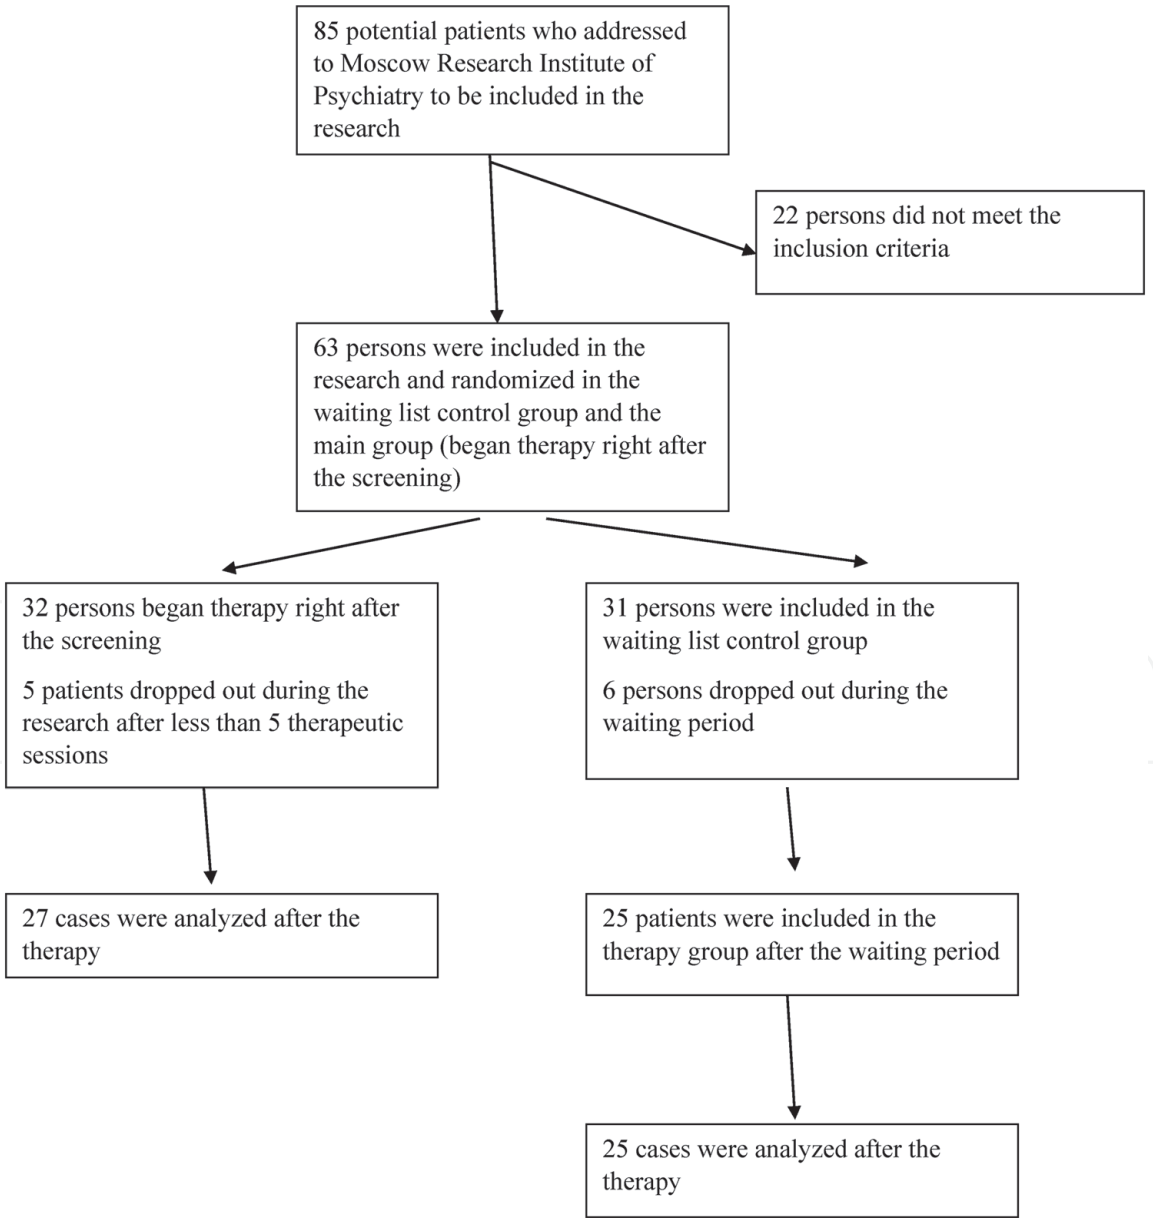 85 potential patients who addressed
to Moscow Research Institute of
Psychiatry to be included in the
research
22 persons did not meet the
inclusion criteria
63 persons were included in the
research and randomized in the
waiting list control group and the
main group (began therapy right after
the screening)
32 persons began therapy right after
the screening
5 patients dropped out during the
research after less than 5 therapeutic
sessions
31 persons were included in the
waiting list control group
6 persons dropped out during the
waiting period
27 cases were analyzed after the
therapy
25 patients were included in the
therapy group after the waiting period
25 cases were analyzed after the
therapy